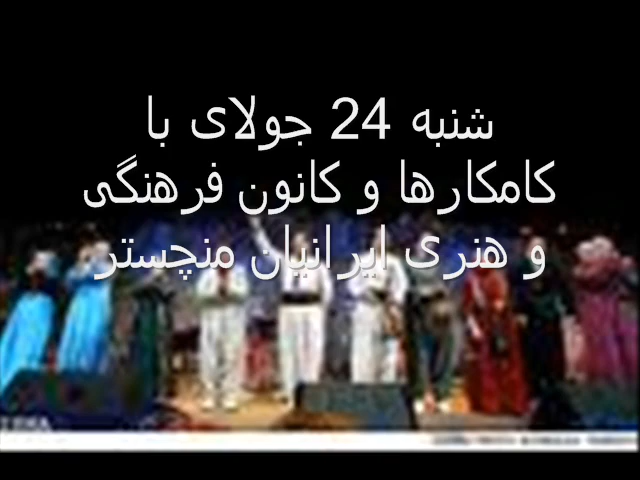 شنبه 24 جولای با
کامکارها و کانون فرهنگی
و هنری ایرانیان منچستر